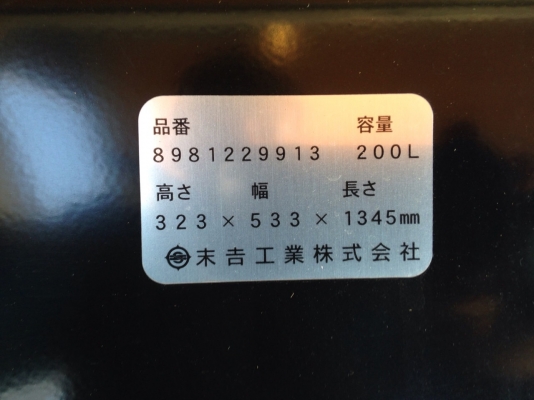 品番 容量
8981229913 200L
高さ 幅 長さ
323 × 533 × 1345mm
末吉工業株式会社